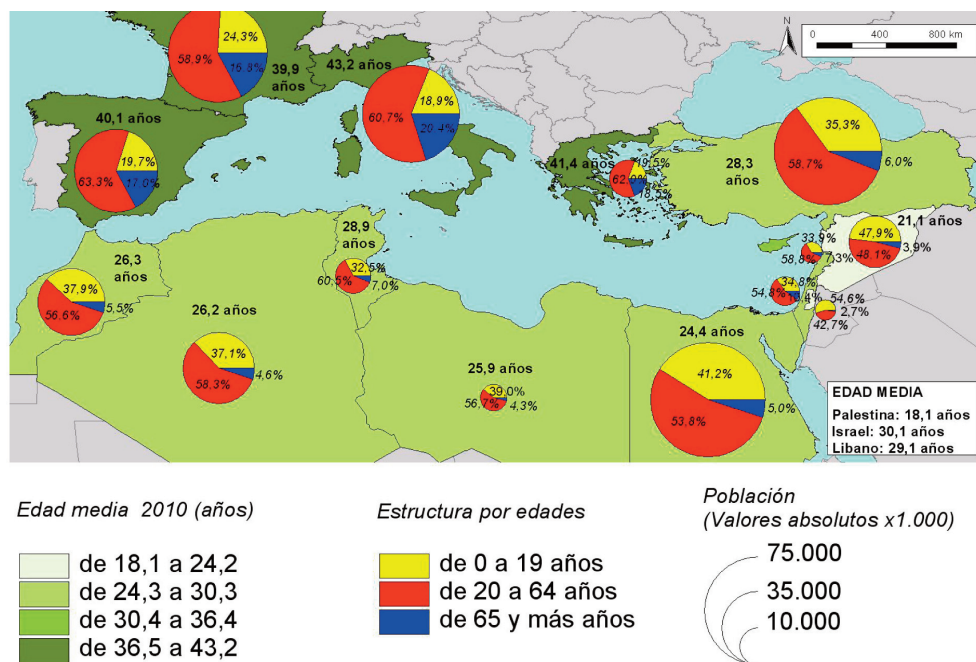 N
0 400 800 km
24,3%
58.9%
16.8%
39,9
años
43,2 años
18,9%
60.7%
20.4%
40,1 años
19.7%
63.3%
17.0%
41,4 años
19.5%
62.0%
18.5%
35,3%
58.7%
6.0%
28,3
años
21,1
años
47,9%
3,9%
48.1%
33.9%
58,8%
7,3%
34.8%
54,8%
10.4%
54,6%
2,7%
42,7%
26,3
años
37,9%
5,5%
56.6%
28,9
años
32.5%
60,5%
7,0%
26,2 años
37,1%
4,6%
58,3%
25,9 años
39.0%
56,7%
4,3%
24,4 años
41,2%
5,0%
53,8%
EDAD MEDIA
Palestina: 18,1 años
Israel: 30,1 años
Libano: 29,1 años
Edad media 2010 (años)
de 18,1 a 24,2
de 24,3 a 30,3
de 30,4 a 36,4
de 36,5 a 43,2
Estructura por edades
de 0 a 19 años
de 20 a 64 años
de 65 y más años
Población
(Valores absolutos x1.000)
75.000
35.000
10.000